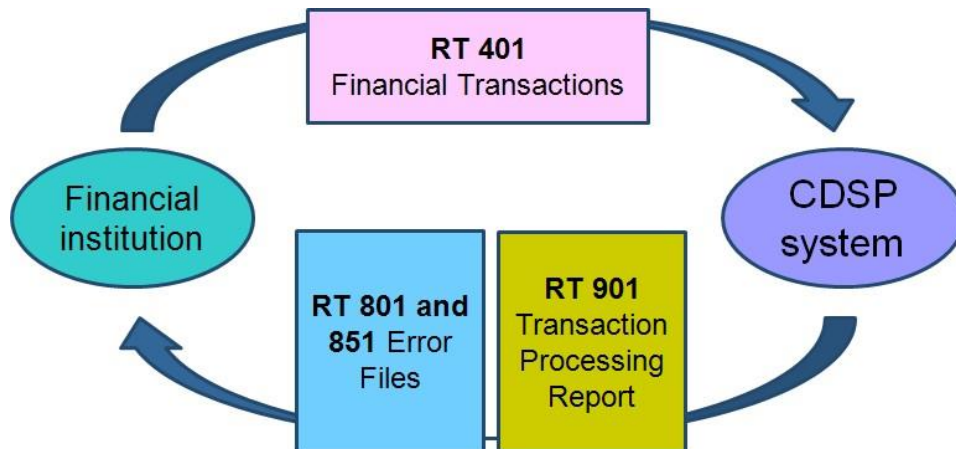 RT 401
Financial Transactions
Financial
institution
CDSP
system
RT 801 and
851 Error
Files
RT 901
Transaction
Processing
Report